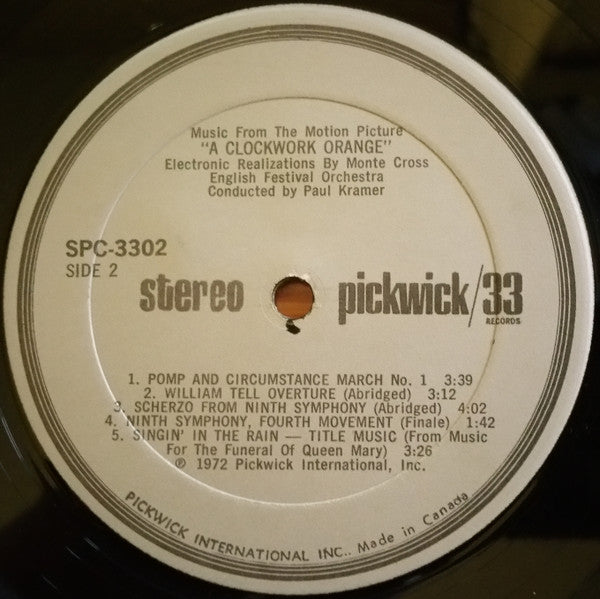 Music From The Motion Picture
"A CLOCKWORK ORANGE"
Electronic Realizations By Monte Cross
English Festival Orchestra
Conducted by Paul Kramer
SPC-3302
SIDE 2
stereo
pickwick/33
RECORDS
1. POMP AND CIRCUMSTANCE MARCH No. 1 3:39
2. WILLIAM TELL OVERTURE (Abridged) 3:12
3. SCHERZO FROM NINTH SYMPHONY (Abridged) 4:02
4. NINTH SYMPHONY, FOURTH MOVEMENT (Finale) 1:42
5. SINGIN' IN THE RAIN — TITLE MUSIC (From Music
For The Funeral Of Queen Mary) 3:26
℗ 1972 Pickwick International, Inc.
PICKWICK INTERNATIONAL INC.. Made in Canada